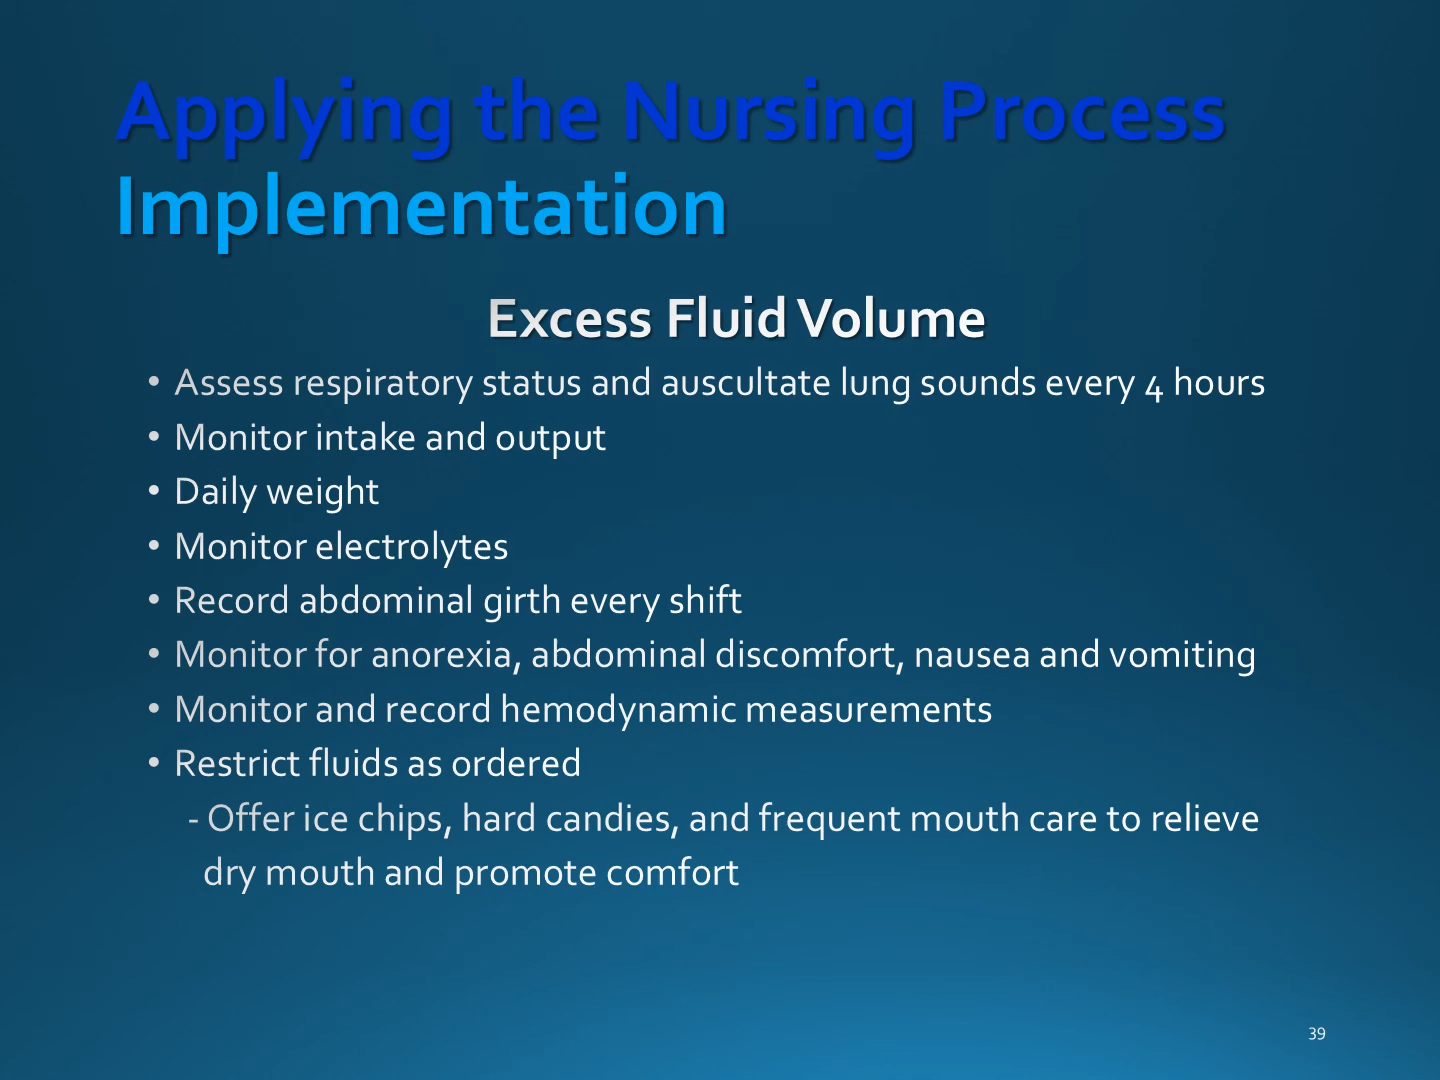 Applying the Nursing Process
Implementation
Excess Fluid Volume
• Assess respiratory status and auscultate lung sounds every 4 hours
• Monitor intake and output
• Daily weight
• Monitor electrolytes
• Record abdominal girth every shift
• Monitor for anorexia, abdominal discomfort, nausea and vomiting
• Monitor and record hemodynamic measurements
• Restrict fluids as ordered
- Offer ice chips, hard candies, and frequent mouth care to relieve
dry mouth and promote comfort
39